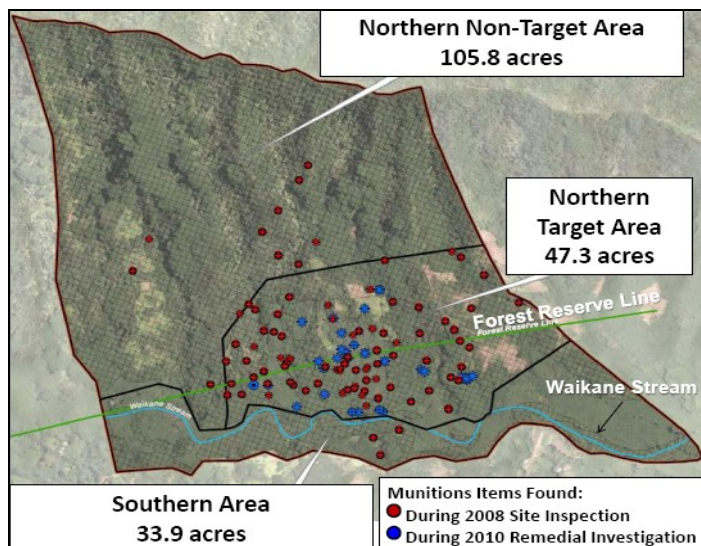 Northern Non-Target Area
105.8 acres
Northern
Target Area
47.3 acres
Forest Reserve Line
Forest Reserve Line
Waikane Stream
Waikane Stream
Southern Area
33.9 acres
Munitions Items Found:
During 2008 Site Inspection
During 2010 Remedial Investigation